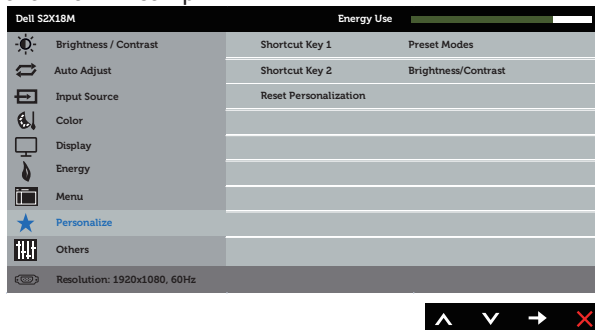 Dell S2X18M Energy Use
Brightness / Contrast Shortcut Key 1 Preset Modes
Auto Adjust Shortcut Key 2 Brightness/Contrast
Input Source Reset Personalization
Color
Display
Energy
Menu
Personalize
Others
Resolution: 1920x1080, 60Hz